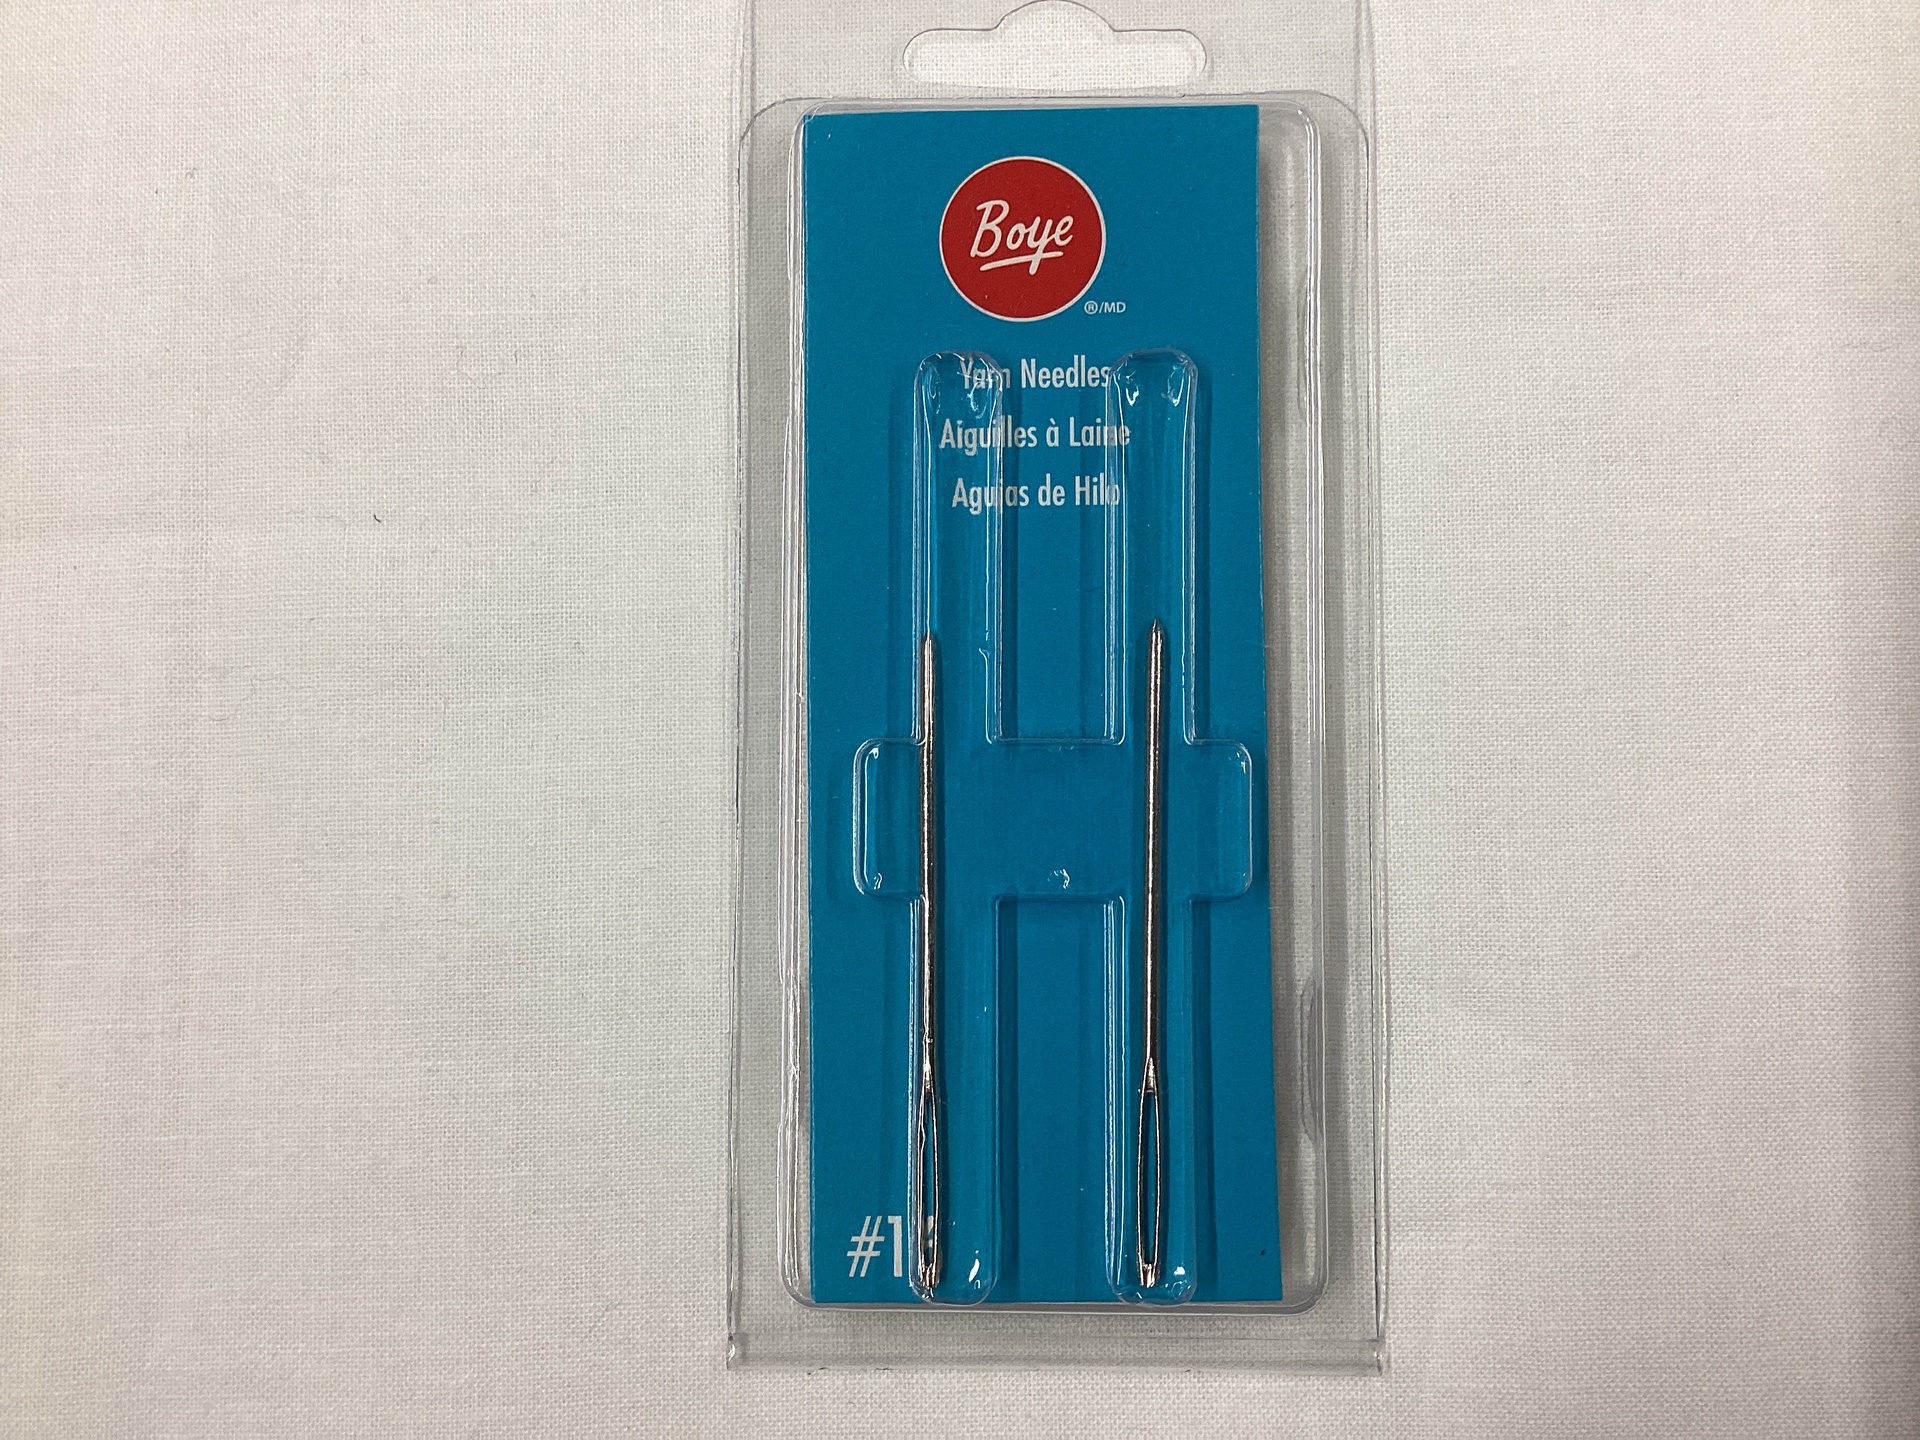 Boye
®/MD
Yarn Needles
Aiguilles à Laine
Agujas de Hilo